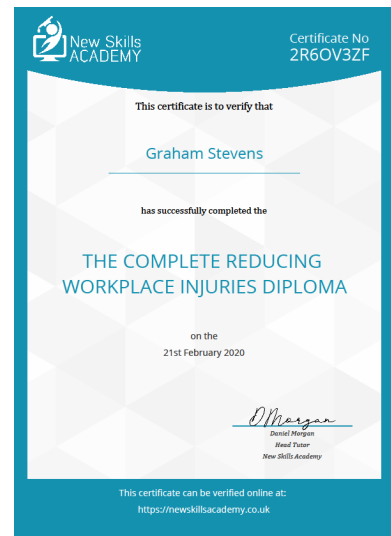 New Skills
ACADEMY
Certificate No
2R6OV3ZF
This certificate is to verify that
Graham Stevens
has successfully completed the
THE COMPLETE REDUCING
WORKPLACE INJURIES DIPLOMA
on the
21st February 2020
DMorgan
Daniel Morgan
Head Tutor
New Skills Academy
This certificate can be verified online at:
https://newskillsacademy.co.uk